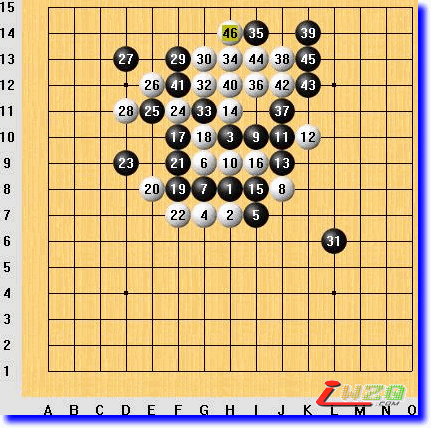 15
14 46 35 39
13 27 29 30 34 44 38 45
12 26 41 32 40 36 42 43
11 28 25 24 33 14 37
10 17 18 3 9 11 12
9 23 21 6 10 16 13
8 20 19 7 1 15 8
7 22 4 2 5
6 31
5
4
3
2
1
iWZQ
.COM
A B C D E F G H I J K L M N O